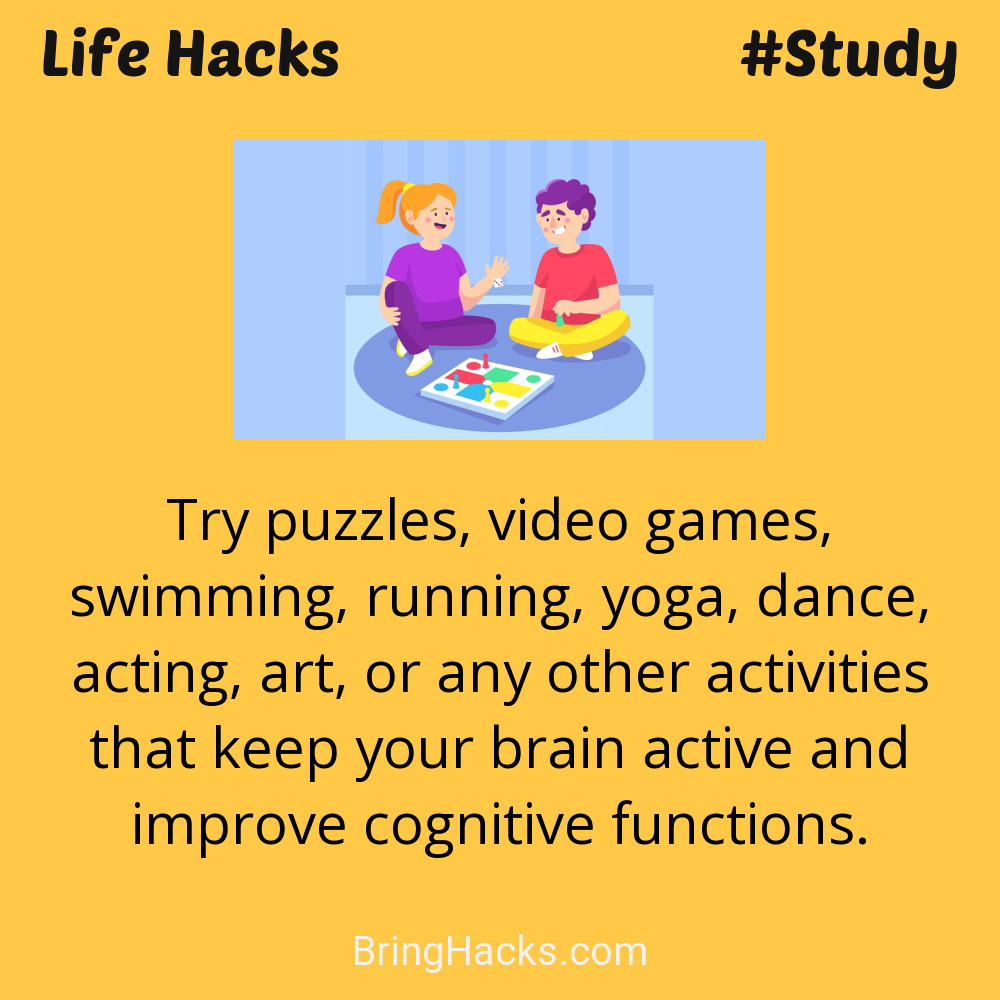 Life Hacks #Study
Try puzzles, video games,
swimming, running, yoga, dance,
acting, art, or any other activities
that keep your brain active and
improve cognitive functions.
BringHacks.com